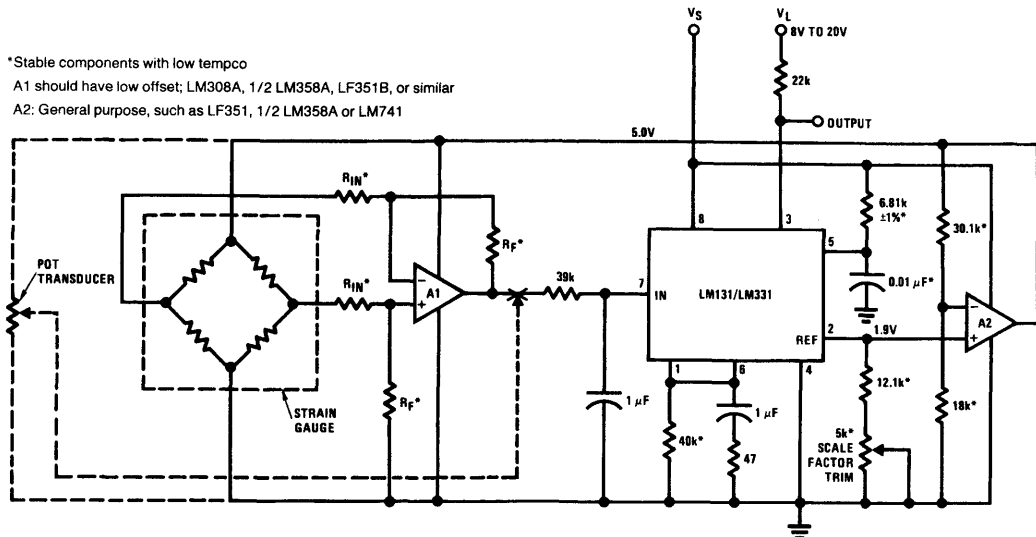 *Stable components with low tempco
A1 should have low offset; LM308A, 1/2 LM358A, LF351B, or similar
A2: General purpose, such as LF351, 1/2 LM358A or LM741
VS
VL
8V TO 20V
22k
OUTPUT
5.0V
RIN*
RF*
8
3
6.81k
±1%*
30.1k*
5
POT
TRANSDUCER
RIN*
A1
39k
7
IN
LM131/LM331
0.01 μF*
A2
REF
2
1.9V
1
6
4
12.1k*
STRAIN
GAUGE
RF*
1 μF
1 μF
18k*
40k*
47
5k*
SCALE
FACTOR
TRIM